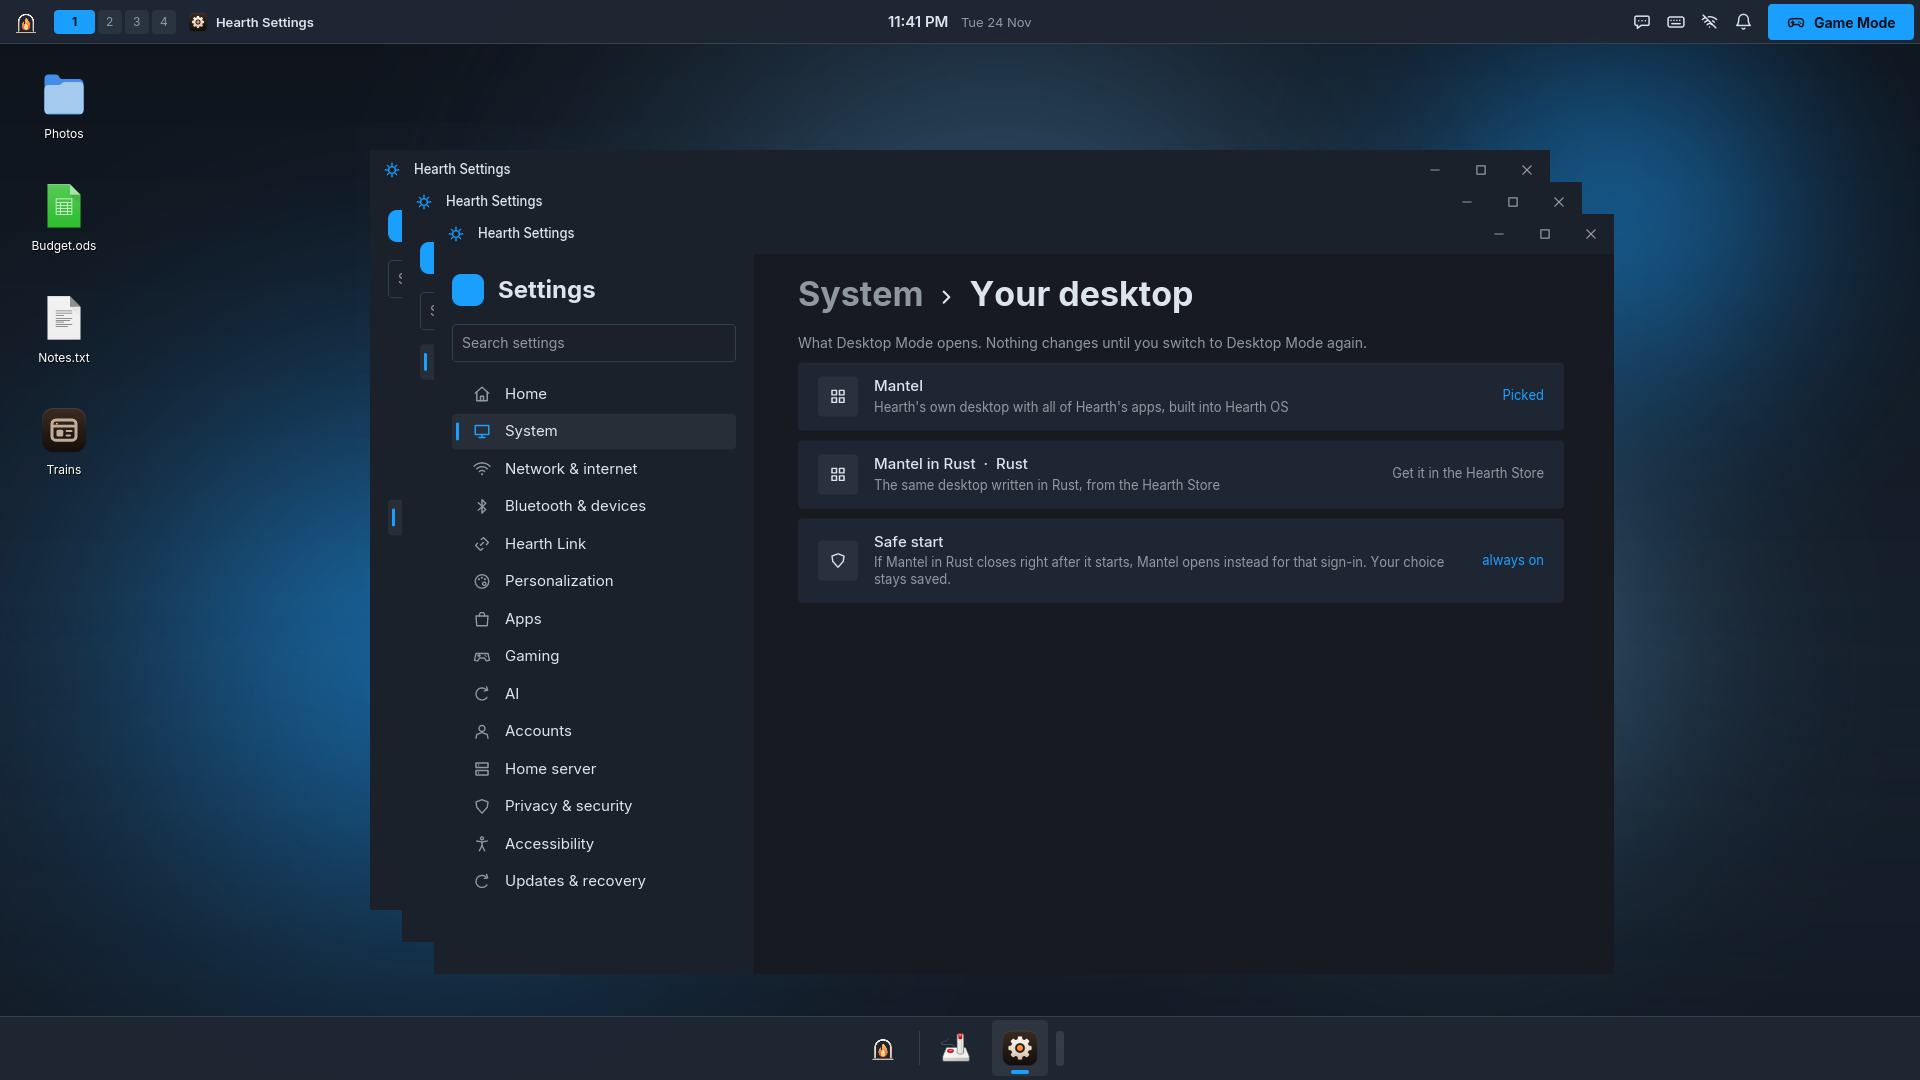 1 2 3 4 Hearth Settings 11:41 PM Tue 24 Nov Game Mode
Photos
Budget.ods
Notes.txt
Trains
Hearth Settings
Hearth Settings
Hearth Settings
Settings
Search settings
Home
System
Network & internet
Bluetooth & devices
Hearth Link
Personalization
Apps
Gaming
AI
Accounts
Home server
Privacy & security
Accessibility
Updates & recovery
System › Your desktop
What Desktop Mode opens. Nothing changes until you switch to Desktop Mode again.
Mantel
Hearth's own desktop with all of Hearth's apps, built into Hearth OS
Picked
Mantel in Rust · Rust
The same desktop written in Rust, from the Hearth Store
Get it in the Hearth Store
Safe start
If Mantel in Rust closes right after it starts, Mantel opens instead for that sign-in. Your choice
stays saved.
always on